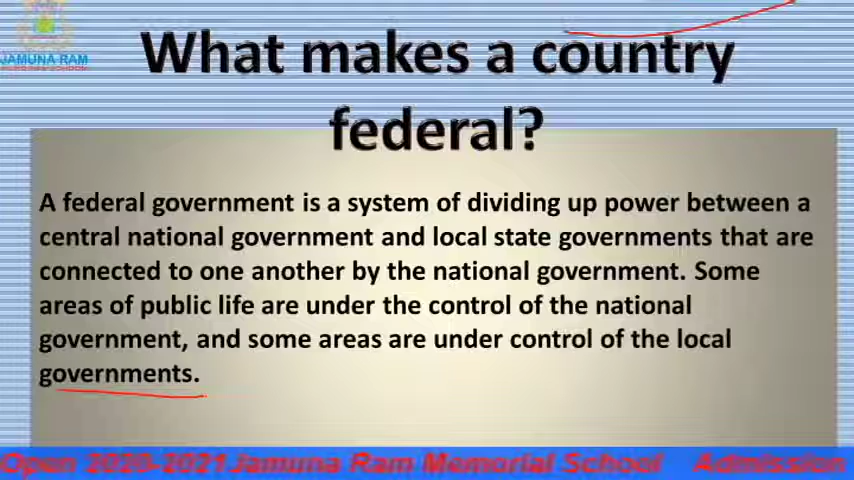 JAMUNA RAM
What makes a country
federal?
A federal government is a system of dividing up power between a
central national government and local state governments that are
connected to one another by the national government. Some
areas of public life are under the control of the national
government, and some areas are under control of the local
governments.
Open 2020-2021Jamuna Ram Memorial School Admission